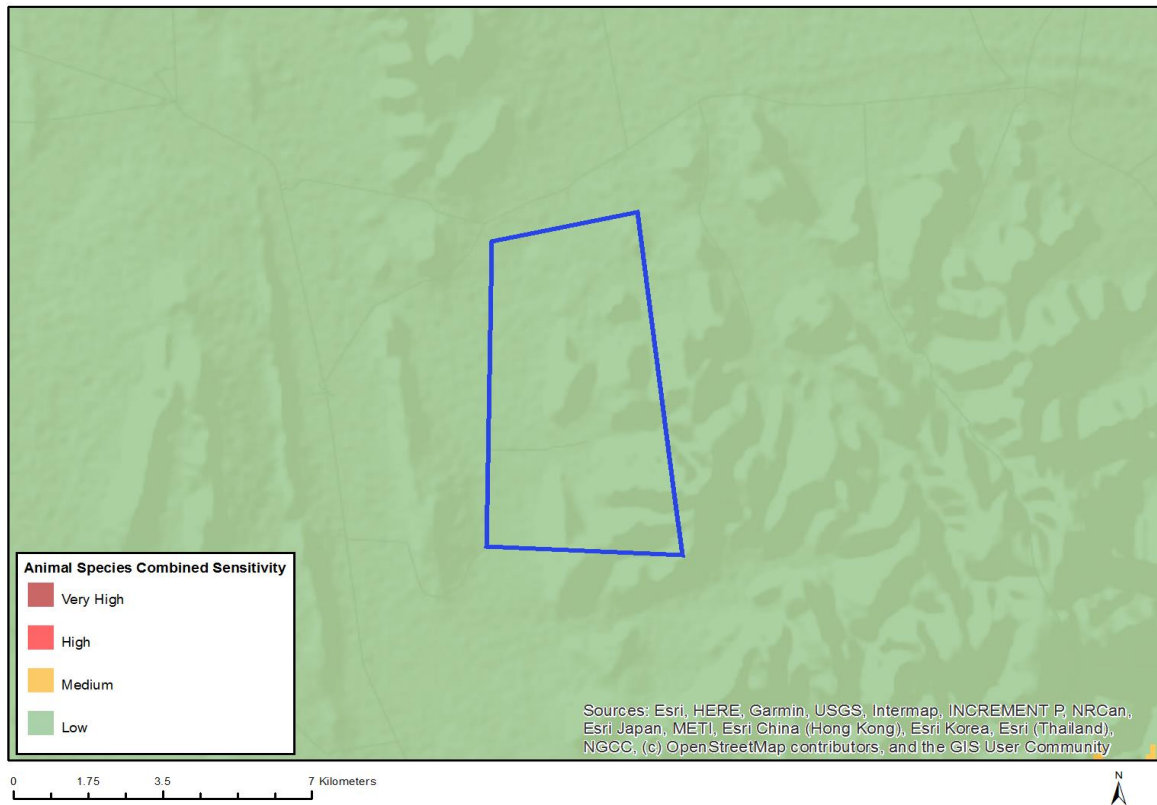 Animal Species Combined Sensitivity
Very High
High
Medium
Low
Sources: Esri, HERE, Garmin, USGS, Intermap, INCREMENT P, NRCan,
Esri Japan, METI, Esri China (Hong Kong), Esri Korea, Esri (Thailand),
NGCC, (c) OpenStreetMap contributors, and the GIS User Community
0 1.75 3.5 7 Kilometers
N